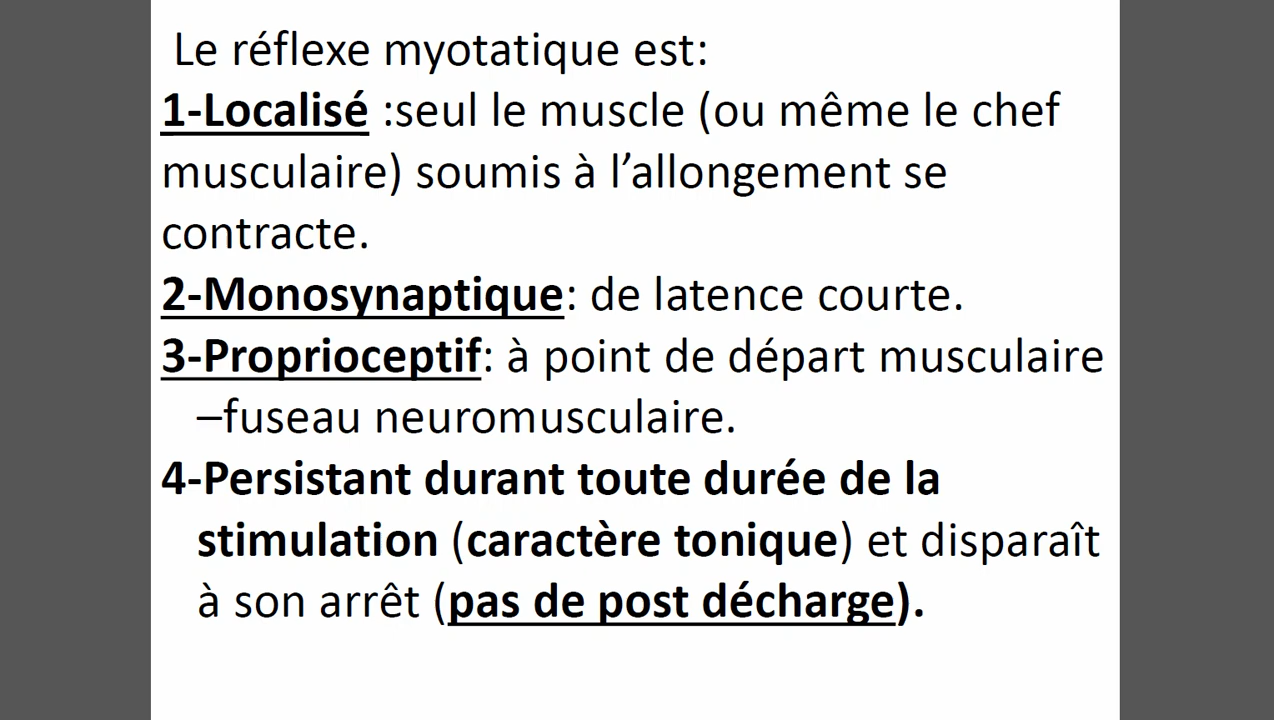 Le réflexe myotatique est:
1-Localisé :seul le muscle (ou même le chef
musculaire) soumis à l’allongement se
contracte.
2-Monosynaptique: de latence courte.
3-Proprioceptif: à point de départ musculaire
–fuseau neuromusculaire.
4-Persistant durant toute durée de la
stimulation (caractère tonique) et disparaît
à son arrêt (pas de post décharge).